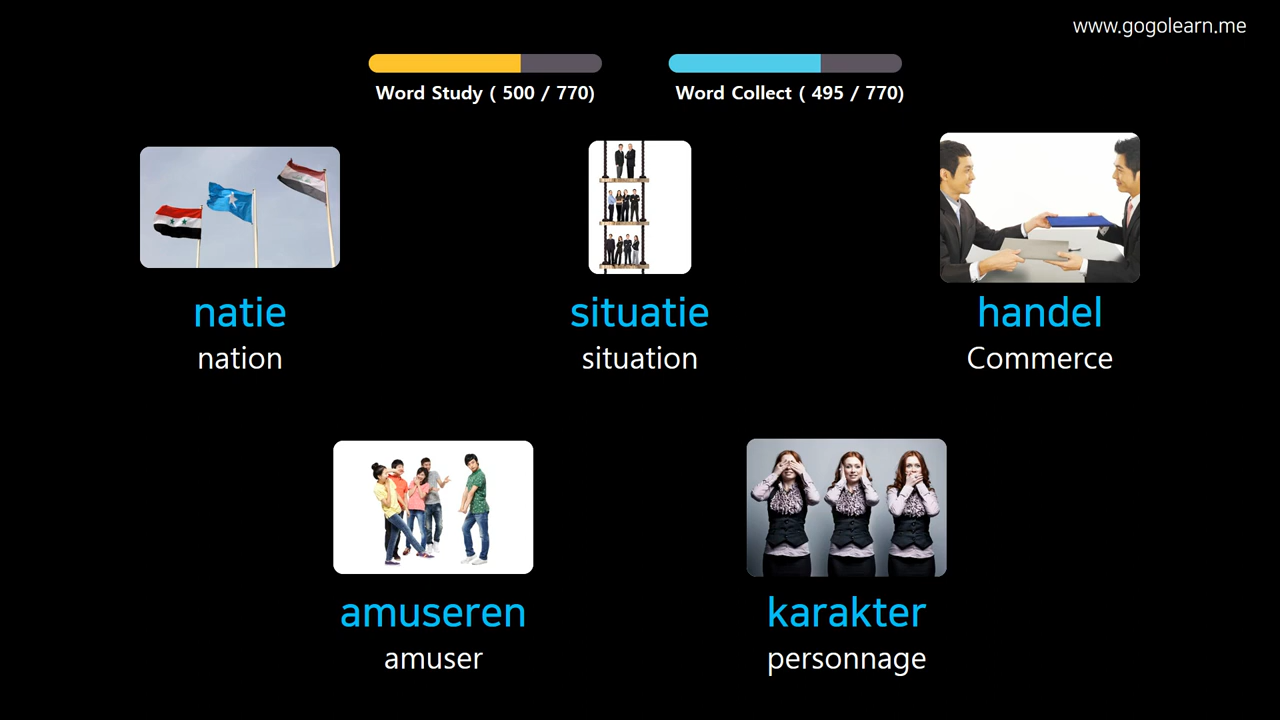 www.gogolearn.me
Word Study ( 500 / 770)
Word Collect ( 495 / 770)
natie
nation
situatie
situation
handel
Commerce
amuseren
amuser
karakter
personnage